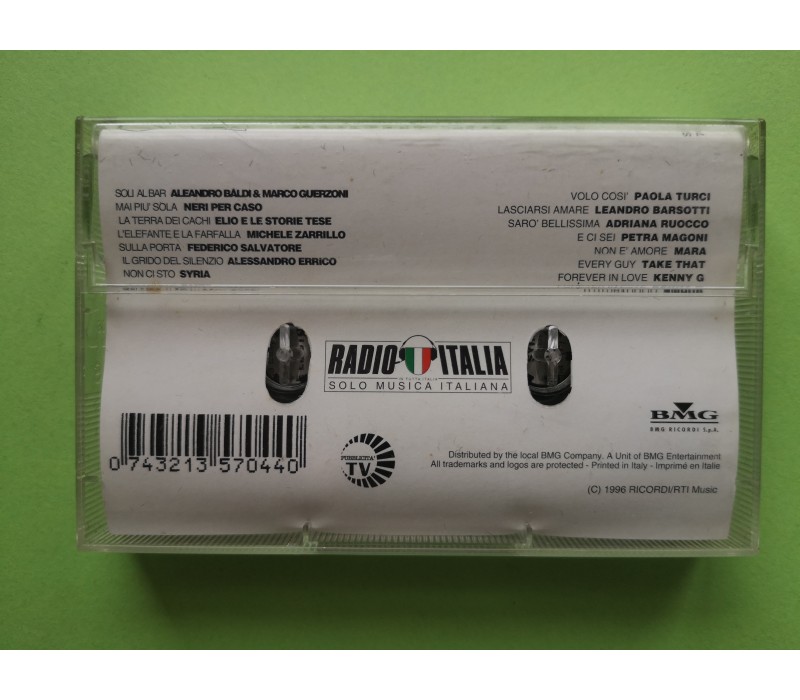 SOLI AL BAR ALEANDRO BALDI & MARCO GUERZONI
MAI PIU' SOLA NERI PER CASO
LA TERRA DEI CACHI ELIO E LE STORIE TESE
L'ELEFANTE E LA FARFALLA MICHELE ZARRILLO
SULLA PORTA FEDERICO SALVATORE
IL GRIDO DEL SILENZIO ALESSANDRO ERRICO
NON CI STO SYRIA
VOLO COSI' PAOLA TURCI
LASCIARSI AMARE LEANDRO BARSOTTI
SARO' BELLISSIMA ADRIANA RUOCCO
E CI SEI PETRA MAGONI
NON E' AMORE MARA
EVERY GUY TAKE THAT
FOREVER IN LOVE KENNY G
RADIO ITALIA
IN TUTTA ITALIA
SOLO MUSICA ITALIANA
0 743213 570440
PUBBLICITA'
TV
BMG
BMG RICORDI S.p.A.
Distributed by the local BMG Company. A Unit of BMG Entertainment
All trademarks and logos are protected - Printed in Italy - Imprimé en Italie
(C) 1996 RICORDI/RTI Music